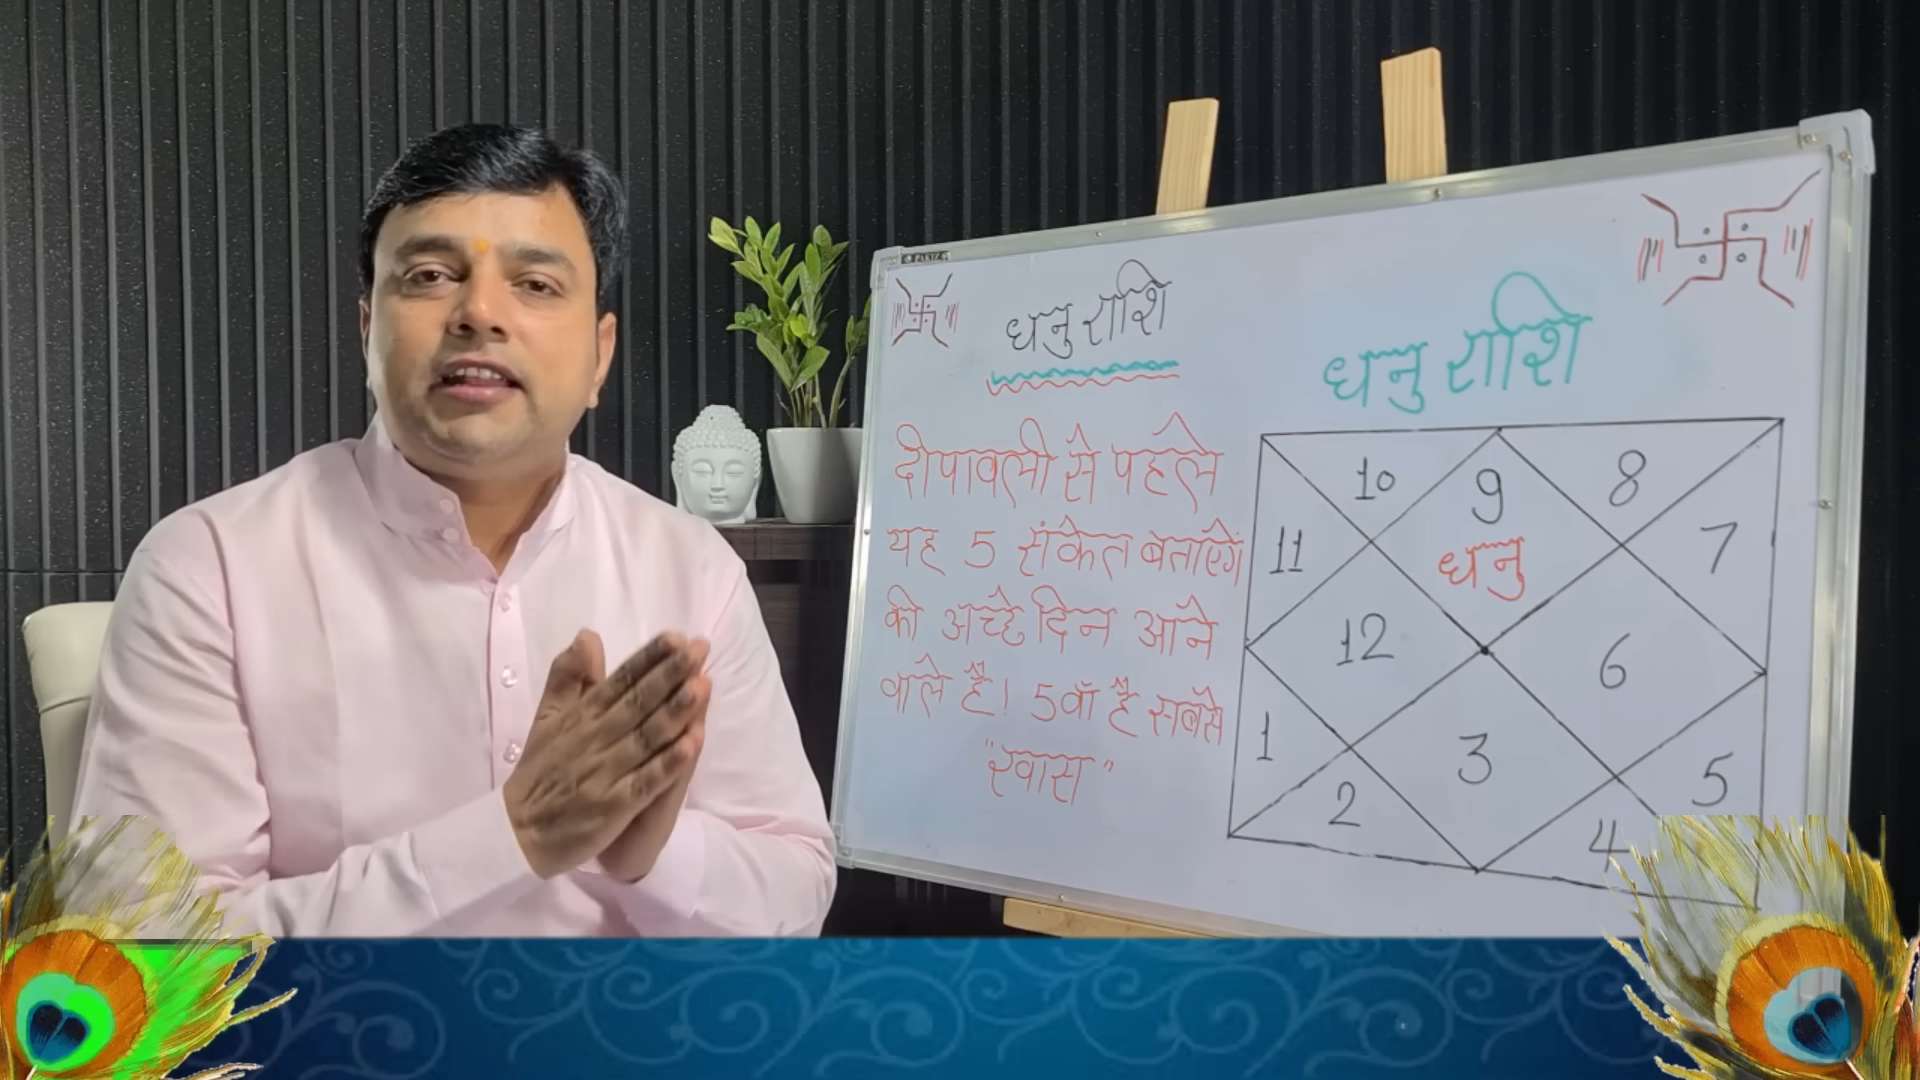 धनु राशि
दीपावली से पहले
यह 5 संकेत बताऐगें
की अच्छे दिन आने
वाले है। 5वाँ है सबसे
"खास"
धनु राशि
10 9 8
11 धनु 7
12 6
1 3 5
2 4